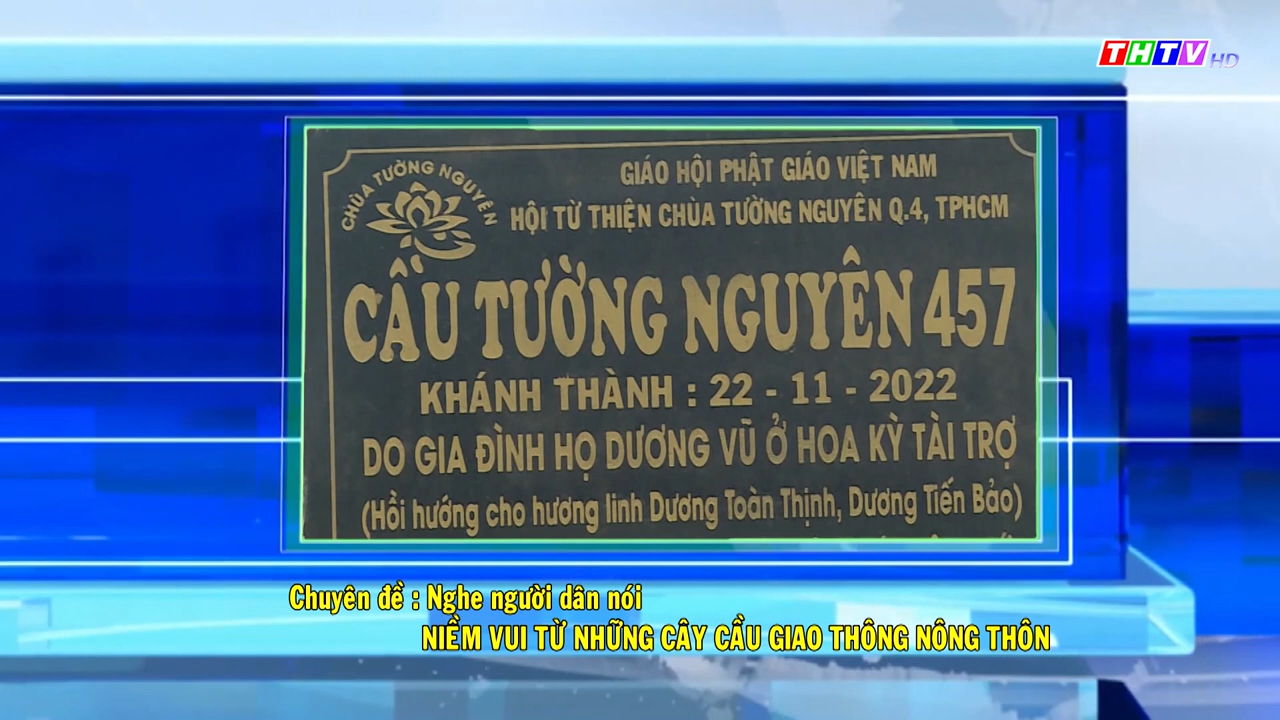 THTV HD
CHÙA TƯỜNG NGUYÊN
GIÁO HỘI PHẬT GIÁO VIỆT NAM
HỘI TỪ THIỆN CHÙA TƯỜNG NGUYÊN Q.4, TPHCM
CẦU TƯỜNG NGUYÊN 457
KHÁNH THÀNH : 22 - 11 - 2022
DO GIA ĐÌNH HỌ DƯƠNG VŨ Ở HOA KỲ TÀI TRỢ
(Hồi hướng cho hương linh Dương Toàn Thịnh, Dương Tiến Bảo)
Chuyên đề : Nghe người dân nói
NIỀM VUI TỪ NHỮNG CÂY CẦU GIAO THÔNG NÔNG THÔN